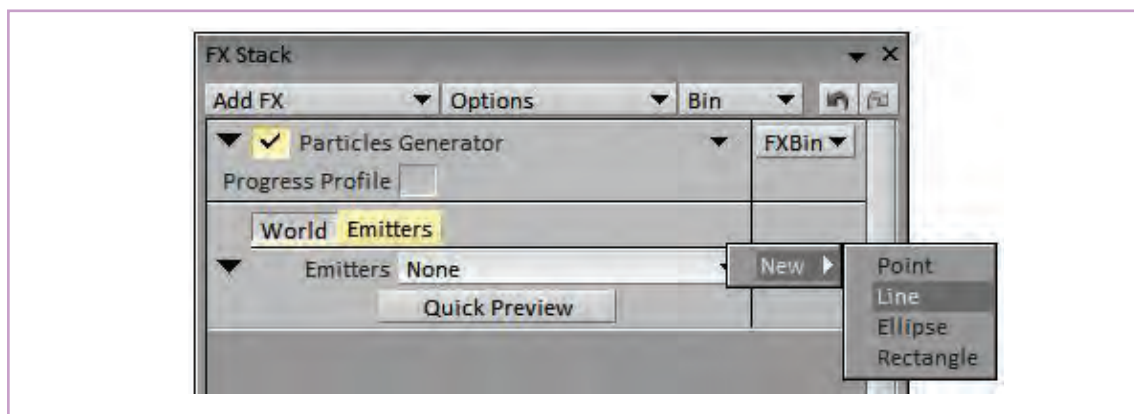 FX Stack
Add FX Options Bin
Particles Generator FXBin
Progress Profile
World Emitters
Emitters None New Point
Line
Quick Preview Ellipse
Rectangle